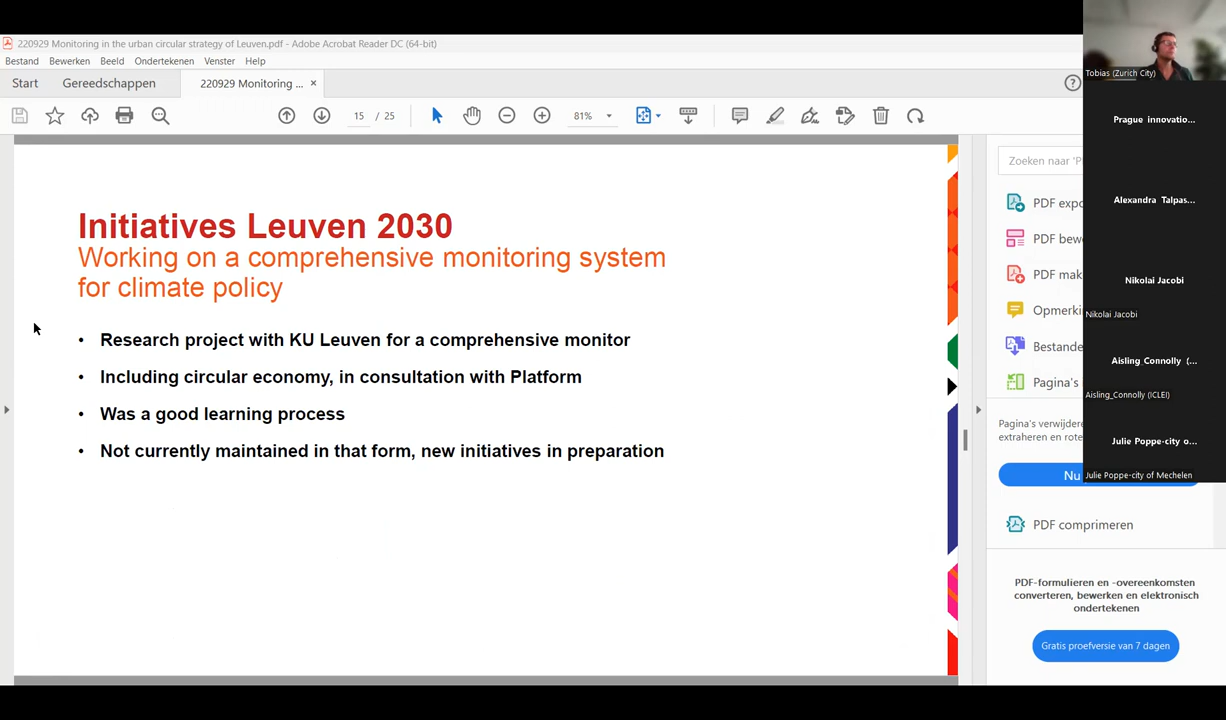 220929 Monitoring in the urban circular strategy of Leuven.pdf - Adobe Acrobat Reader DC (64-bit)
Bestand Bewerken Beeld Ondertekenen Venster Help
Start Gereedschappen 220929 Monitoring ... ×
15 / 25 81%
Initiatives Leuven 2030
Working on a comprehensive monitoring system
for climate policy
• Research project with KU Leuven for a comprehensive monitor
• Including circular economy, in consultation with Platform
• Was a good learning process
• Not currently maintained in that form, new initiatives in preparation
Zoeken naar 'P
PDF expo
PDF bew
PDF mak
Opmerki
Bestande
Pagina's
Pagina's verwijdere
extraheren en rote
Nu
PDF comprimeren
PDF-formulieren en -overeenkomsten
converteren, bewerken en elektronisch
ondertekenen
Gratis proefversie van 7 dagen
Tobias (Zurich City)
Prague innovatio...
Alexandra Talpas...
Nikolai Jacobi
Nikolai Jacobi
Aisling_Connolly (...
Aisling_Connolly (ICLEI)
Julie Poppe-city o...
Julie Poppe-city of Mechelen